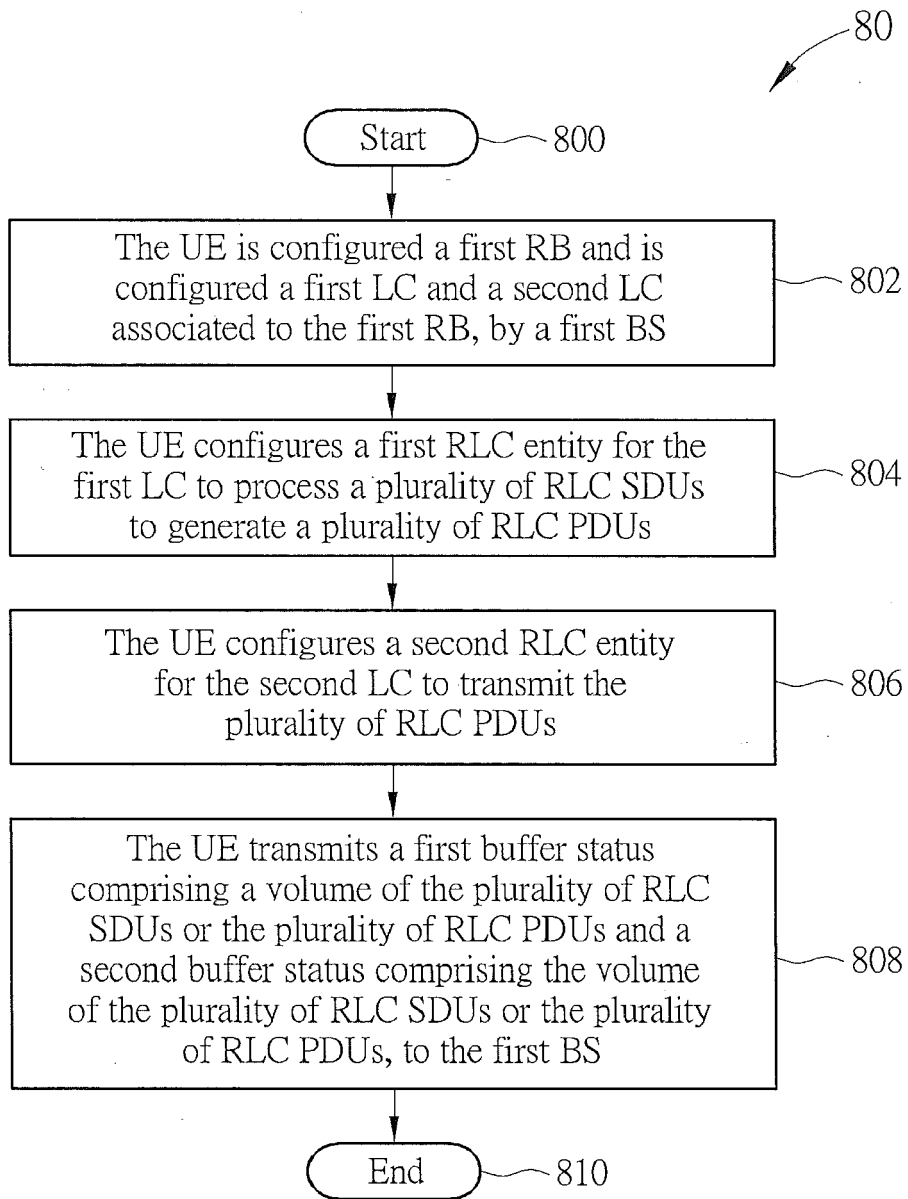 80
Start
800
The UE is configured a first RB and is
configured a first LC and a second LC
associated to the first RB, by a first BS
802
The UE configures a first RLC entity for the
first LC to process a plurality of RLC SDUs
to generate a plurality of RLC PDUs
804
The UE configures a second RLC entity
for the second LC to transmit the
plurality of RLC PDUs
806
The UE transmits a first buffer status
comprising a volume of the plurality of RLC
SDUs or the plurality of RLC PDUs and a
second buffer status comprising the volume
of the plurality of RLC SDUs or the plurality
of RLC PDUs, to the first BS
808
End
810